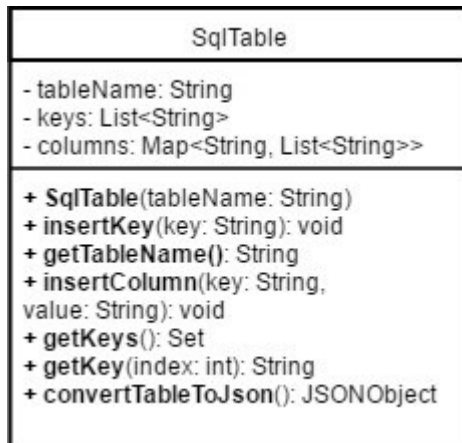 SqlTable
- tableName: String
- keys: List<String>
- columns: Map<String, List<String>>
+ SqlTable(tableName: String)
+ insertKey(key: String): void
+ getTableName(): String
+ insertColumn(key: String,
value: String): void
+ getKeys(): Set
+ getKey(index: int): String
+ convertTableToJson(): JSONObject